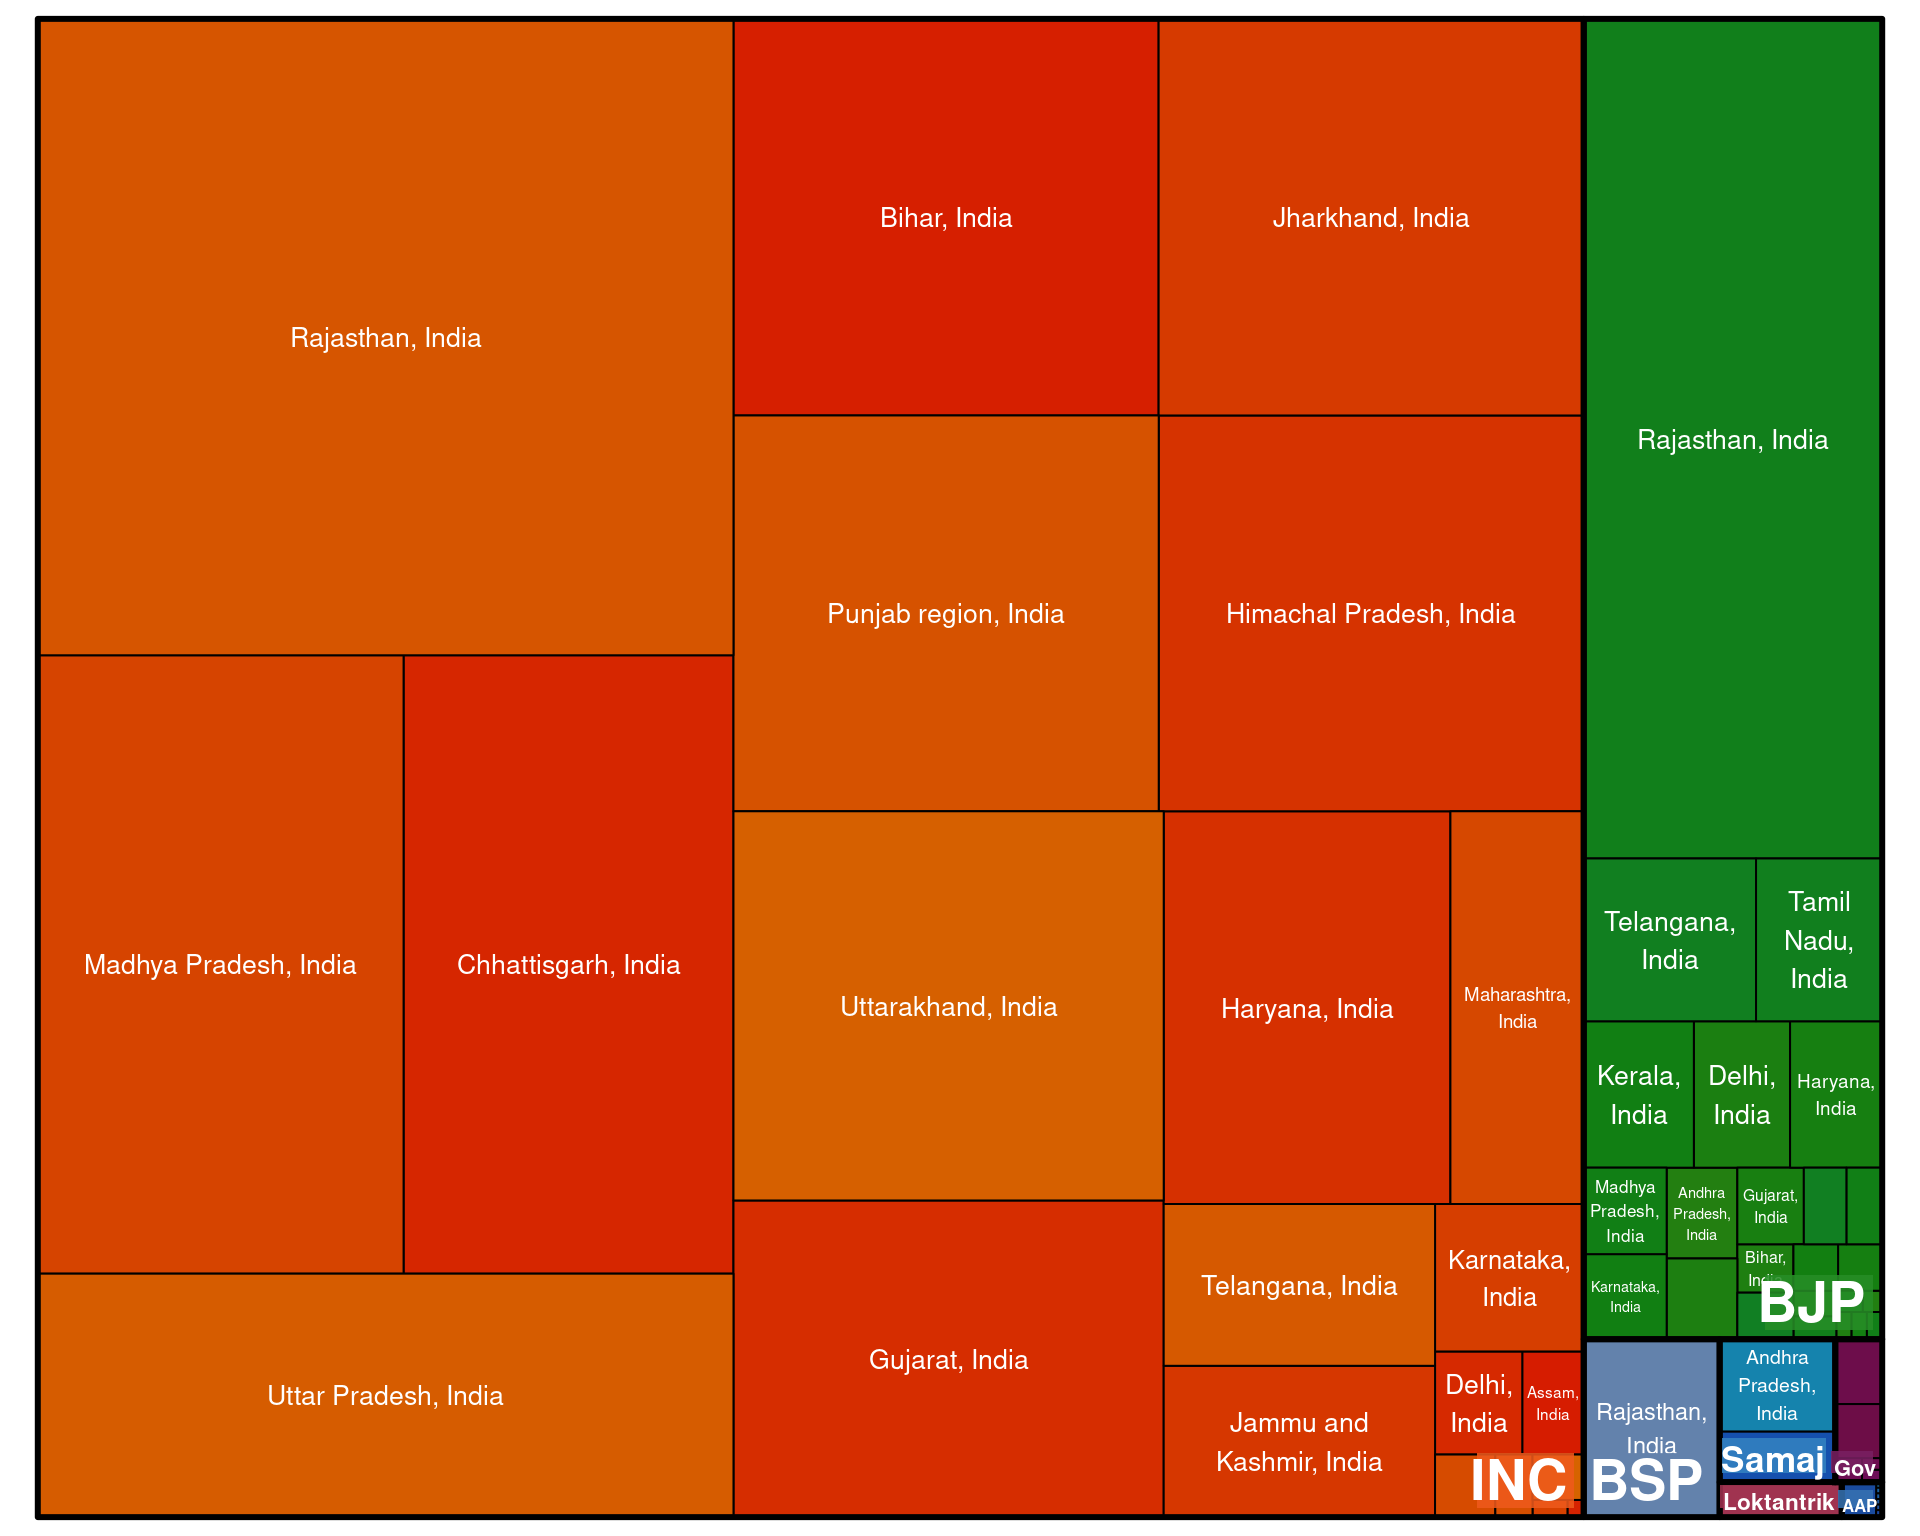 Rajasthan, India
Bihar, India
Jharkhand, India
Punjab region, India
Himachal Pradesh, India
Madhya Pradesh, India
Chhattisgarh, India
Uttarakhand, India
Haryana, India
Maharashtra,
India
Uttar Pradesh, India
Gujarat, India
Telangana, India
Karnataka,
India
Jammu and
Kashmir, India
Delhi,
India
Assam,
India
INC
Rajasthan, India
Telangana,
India
Tamil
Nadu,
India
Kerala,
India
Delhi,
India
Haryana,
India
Madhya
Pradesh,
India
Andhra
Pradesh,
India
Gujarat,
India
Karnataka,
India
Bihar,
India
BJP
Rajasthan,
India
BSP
Andhra
Pradesh,
India
Samaj
Gov
Loktantrik
AAP